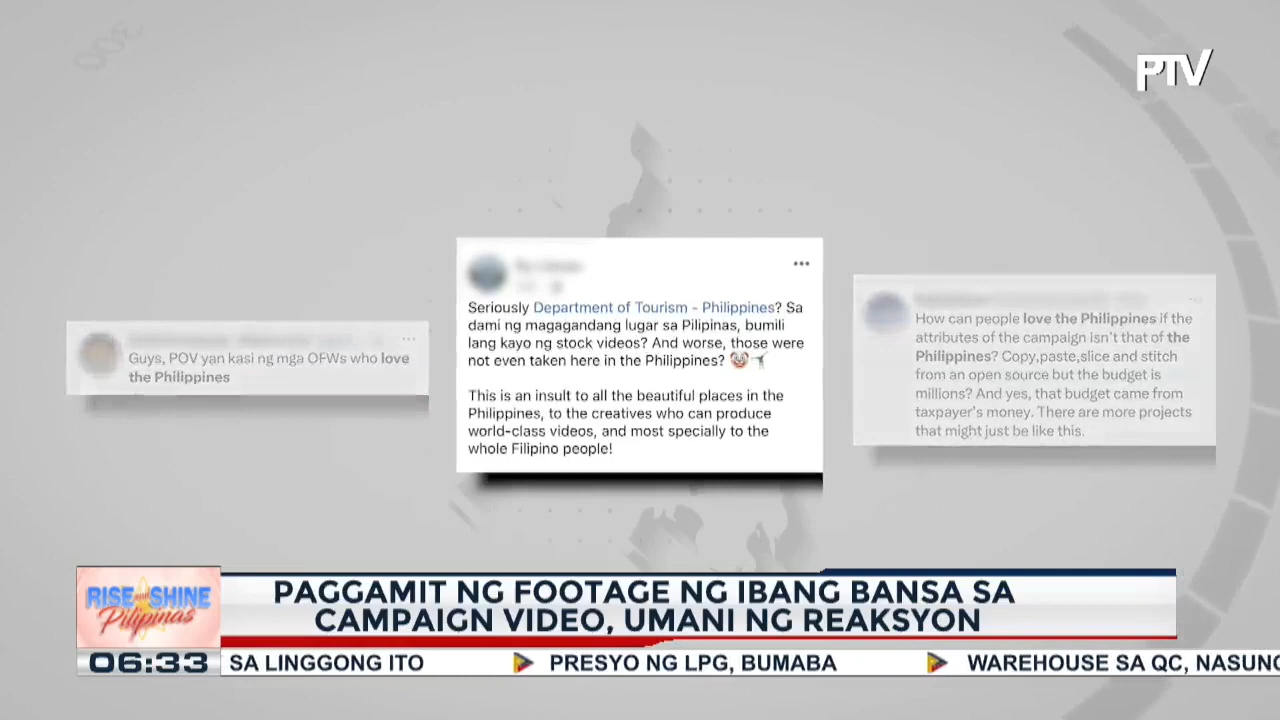 300
PTV
Guys, POV yan kasi ng mga OFWs who love
the Philippines
Seriously Department of Tourism - Philippines? Sa
dami ng magagandang lugar sa Pilipinas, bumili
lang kayo ng stock videos? And worse, those were
not even taken here in the Philippines? 🤡🔫
This is an insult to all the beautiful places in the
Philippines, to the creatives who can produce
world-class videos, and most specially to the
whole Filipino people!
How can people love the Philippines if the
attributes of the campaign isn't that of the
Philippines? Copy,paste,slice and stitch
from an open source but the budget is
millions? And yes, that budget came from
taxpayer's money. There are more projects
that might just be like this.
RISE AND SHINE
Pilipinas
PAGGAMIT NG FOOTAGE NG IBANG BANSA SA
CAMPAIGN VIDEO, UMANI NG REAKSYON
06:33 SA LINGGONG ITO PRESYO NG LPG, BUMABA WAREHOUSE SA QC, NASUNO